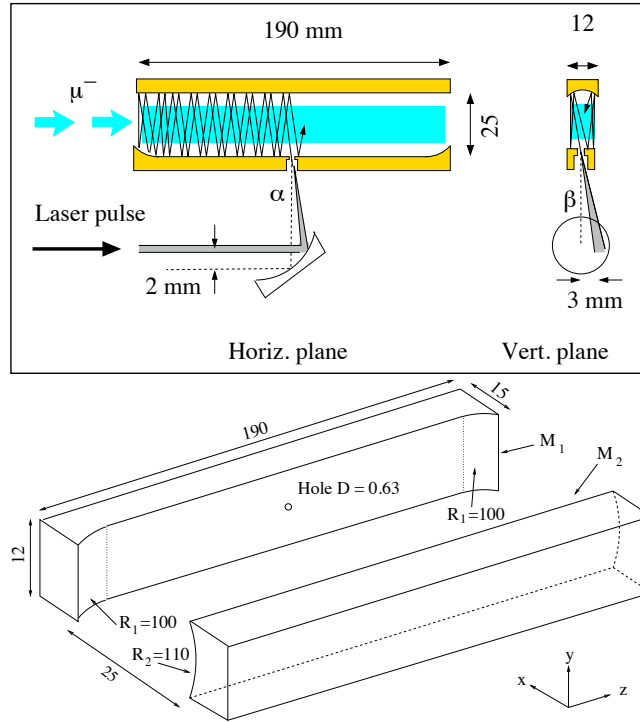 190 mm
12
μ⁻
25
α
β
Laser pulse
2 mm
3 mm
Horiz. plane
Vert. plane
15
190
M₁
M₂
Hole D = 0.63
R₁=100
12
R₁=100
R₂=110
25
y
x
z